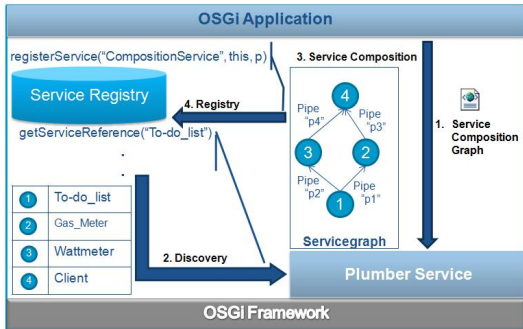 OSGi Application
registerService("CompositionService", this, p)
3. Service Composition
Service Registry
4. Registry
getServiceReference("To-do_list")
.
.
1. Service
Composition
Graph
4
Pipe
"p4"
Pipe
"p3"
3
2
Pipe
"p2"
Pipe
"p1"
1
Servicegraph
1 To-do_list
2 Gas_Meter
3 Wattmeter
4 Client
2. Discovery
Plumber Service
OSGi Framework